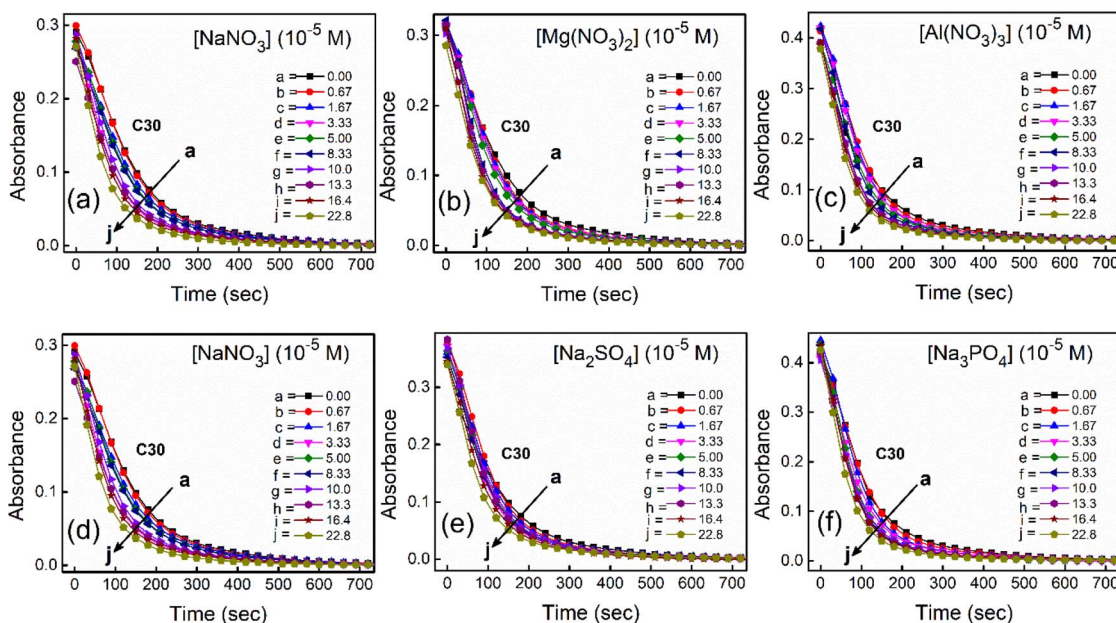 [NaNO3] (10-5 M)
a = 0.00
b = 0.67
c = 1.67
d = 3.33
e = 5.00
f = 8.33
g = 10.0
h = 13.3
i = 16.4
j = 22.8
C30
a
j
(a)
Absorbance
0.3
0.2
0.1
0.0
0 100 200 300 400 500 600 700
Time (sec)
[Mg(NO3)2] (10-5 M)
a = 0.00
b = 0.67
c = 1.67
d = 3.33
e = 5.00
f = 8.33
g = 10.0
h = 13.3
i = 16.4
j = 22.8
C30
a
j
(b)
Absorbance
0.3
0.2
0.1
0.0
0 100 200 300 400 500 600 700
Time (sec)
[Al(NO3)3] (10-5 M)
a = 0.00
b = 0.67
c = 1.67
d = 3.33
e = 5.00
f = 8.33
g = 10.0
h = 13.3
i = 16.4
j = 22.8
C30
a
j
(c)
Absorbance
0.4
0.3
0.2
0.1
0.0
0 100 200 300 400 500 600 700
Time (sec)
[NaNO3] (10-5 M)
a = 0.00
b = 0.67
c = 1.67
d = 3.33
e = 5.00
f = 8.33
g = 10.0
h = 13.3
i = 16.4
j = 22.8
C30
a
j
(d)
Absorbance
0.3
0.2
0.1
0.0
0 100 200 300 400 500 600 700
Time (sec)
[Na2SO4] (10-5 M)
a = 0.00
b = 0.67
c = 1.67
d = 3.33
e = 5.00
f = 8.33
g = 10.0
h = 13.3
i = 16.4
j = 22.8
C30
a
j
(e)
Absorbance
0.3
0.2
0.1
0.0
0 100 200 300 400 500 600 700
Time (sec)
[Na3PO4] (10-5 M)
a = 0.00
b = 0.67
c = 1.67
d = 3.33
e = 5.00
f = 8.33
g = 10.0
h = 13.3
i = 16.4
j = 22.8
C30
a
j
(f)
Absorbance
0.4
0.3
0.2
0.1
0.0
0 100 200 300 400 500 600 700
Time (sec)